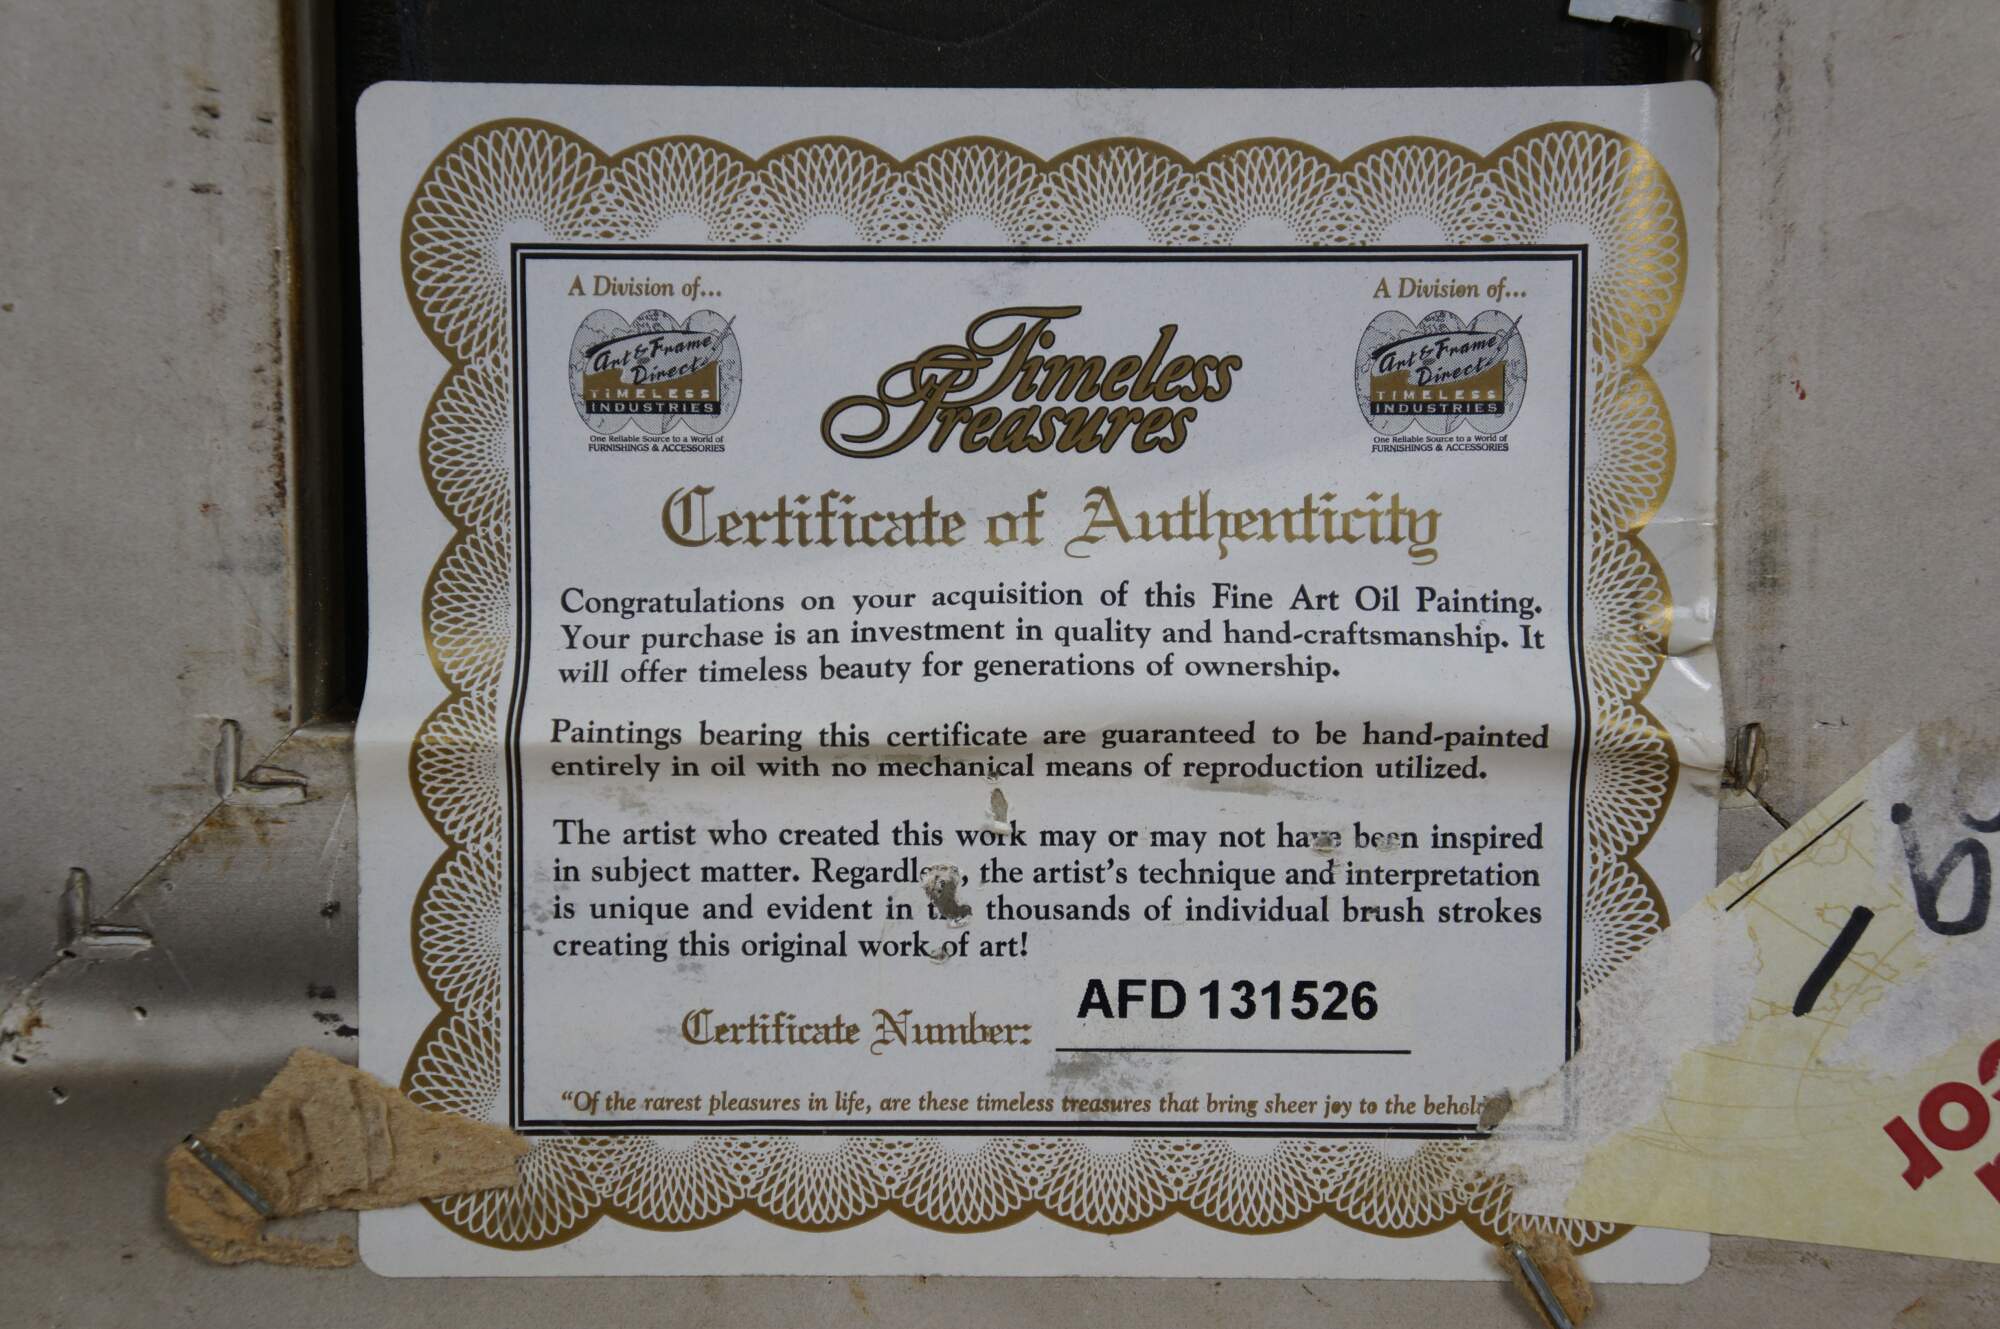 A Division of...
Art & Frame
Direct
TIMELESS
INDUSTRIES
One Reliable Source to a World of
FURNISHINGS & ACCESSORIES
Timeless
Treasures
A Division of...
Art & Frame
Direct
TIMELESS
INDUSTRIES
One Reliable Source to a World of
FURNISHINGS & ACCESSORIES
Certificate of Authenticity
Congratulations on your acquisition of this Fine Art Oil Painting.
Your purchase is an investment in quality and hand-craftsmanship. It
will offer timeless beauty for generations of ownership.
Paintings bearing this certificate are guaranteed to be hand-painted
entirely in oil with no mechanical means of reproduction utilized.
The artist who created this work may or may not have been inspired
in subject matter. Regardless, the artist's technique and interpretation
is unique and evident in the thousands of individual brush strokes
creating this original work of art!
Certificate Number: AFD 131526
"Of the rarest pleasures in life, are these timeless treasures that bring sheer joy to the